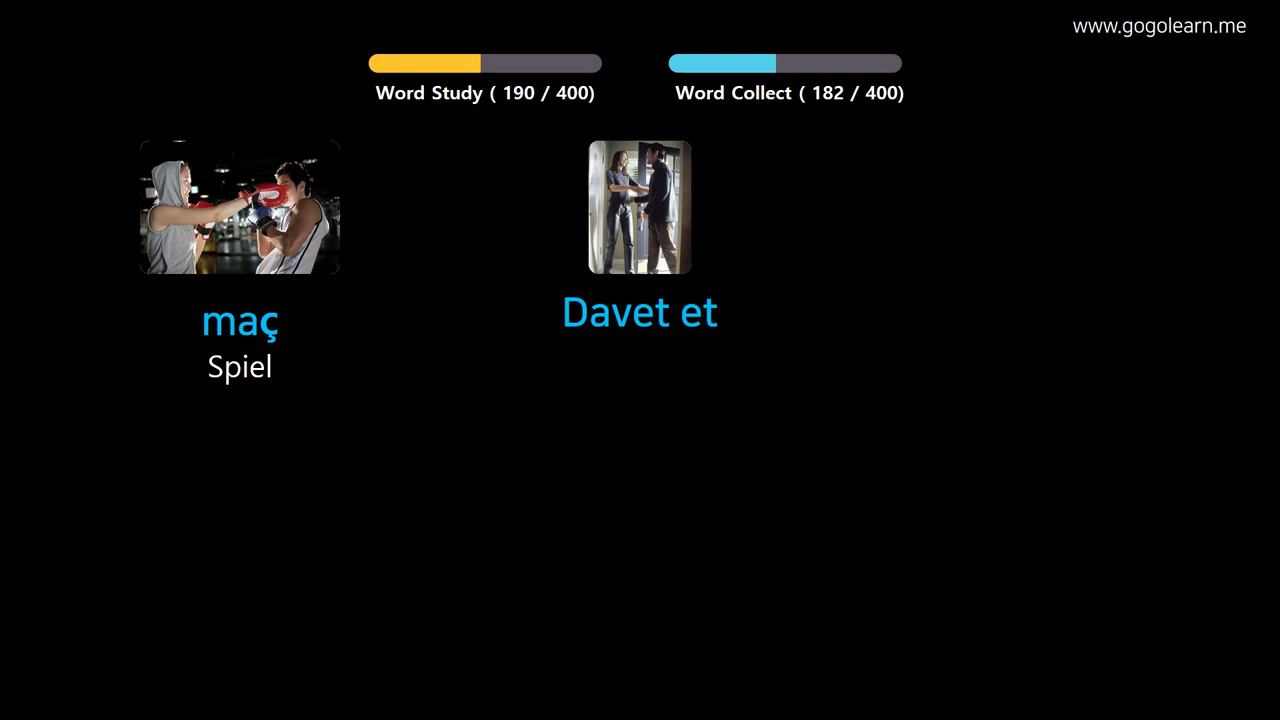 www.gogolearn.me
Word Study ( 190 / 400)
Word Collect ( 182 / 400)
maç
Spiel
Davet et